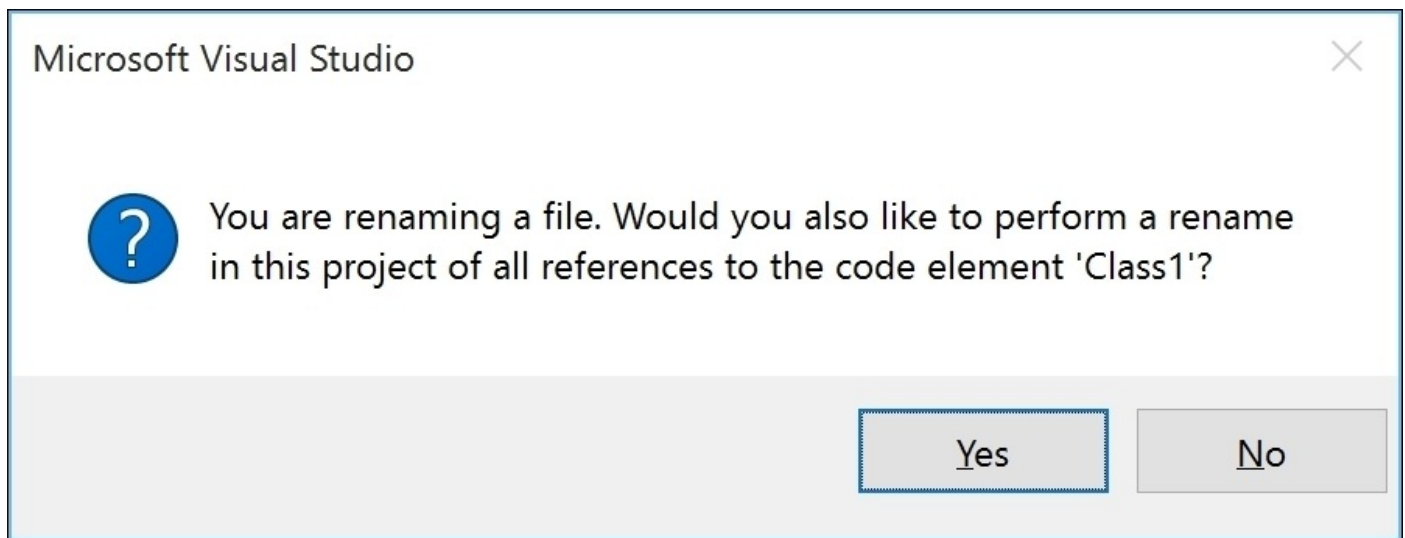 Microsoft Visual Studio
You are renaming a file. Would you also like to perform a rename
in this project of all references to the code element 'Class1'?
Yes
No